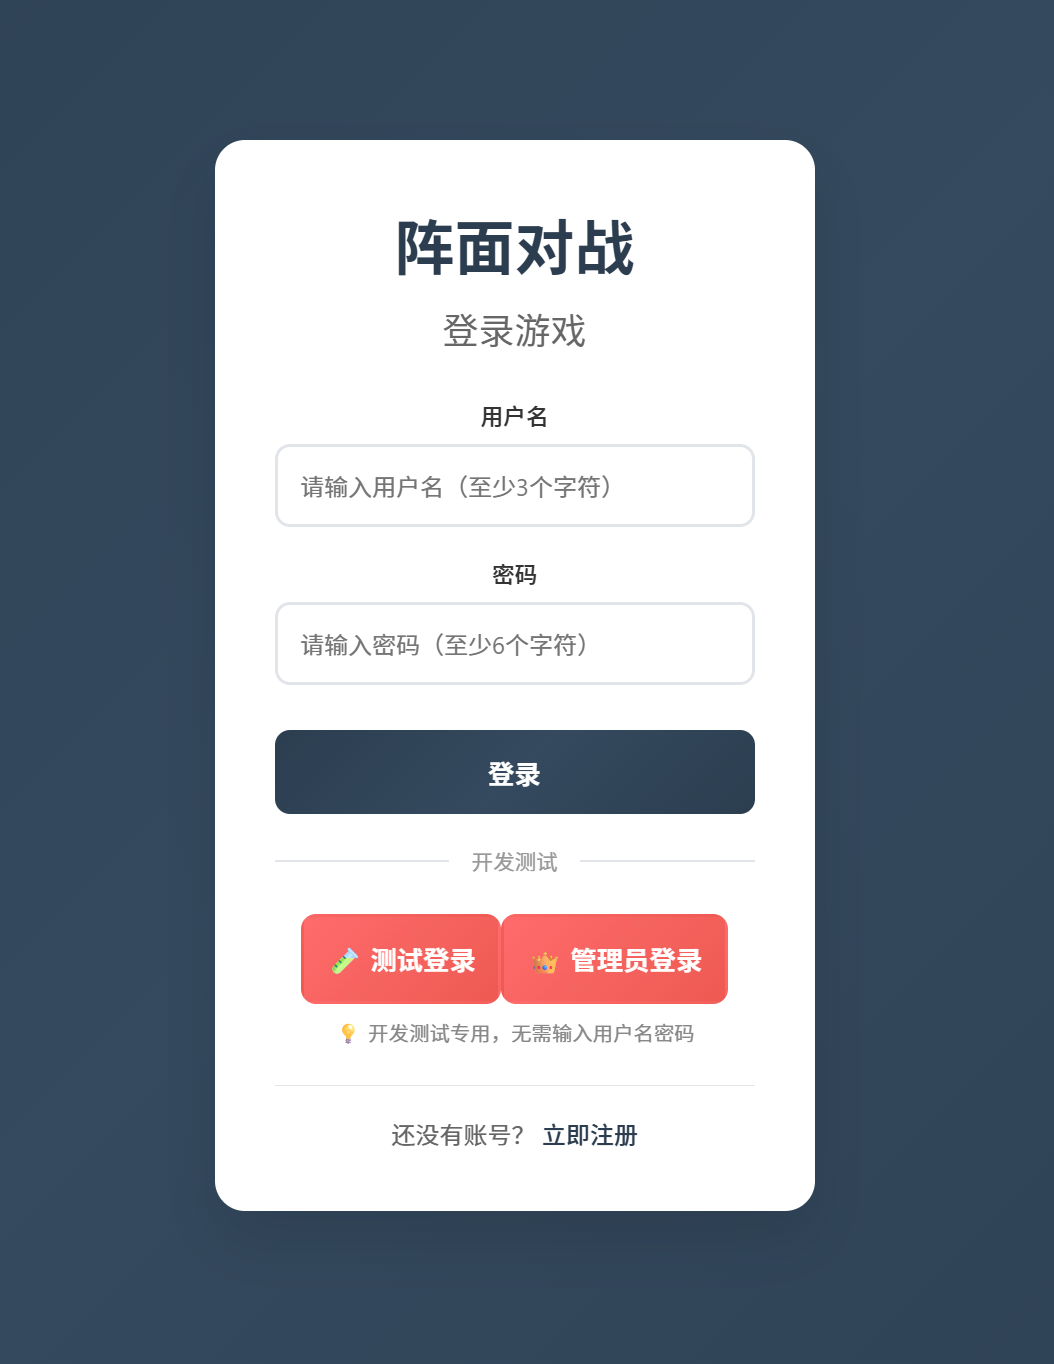 阵面对战
登录游戏
用户名
请输入用户名（至少3个字符）
密码
请输入密码（至少6个字符）
登录
开发测试
🧪 测试登录 👑 管理员登录
💡 开发测试专用，无需输入用户名密码
还没有账号？ 立即注册